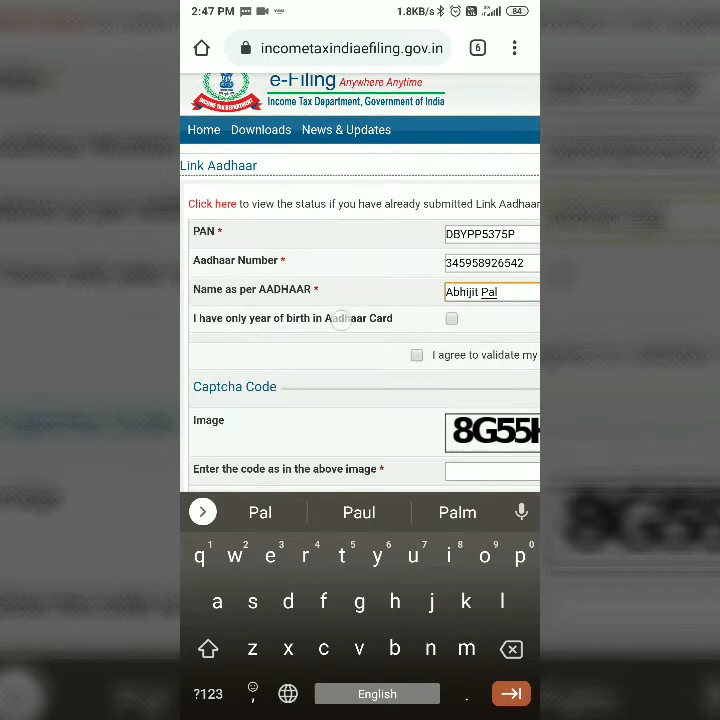 2:47 PM 1.8KB/s 84
incometaxindiaefiling.gov.in 6
e-Filing Anywhere Anytime
Income Tax Department, Government of India
INCOME TAX DEPARTMENT
Home Downloads News & Updates
Link Aadhaar
Click here to view the status if you have already submitted Link Aadhaar
PAN * DBYPP5375P
Aadhaar Number * 345958926542
Name as per AADHAAR * Abhijit Pal
I have only year of birth in Aadhaar Card
I agree to validate my
Captcha Code
Image 8G55
Enter the code as in the above image *
Pal Paul Palm
1 2 3 4 5 6 7 8 9 0
q w e r t y u i o p
a s d f g h j k l
z x c v b n m
?123 , English .